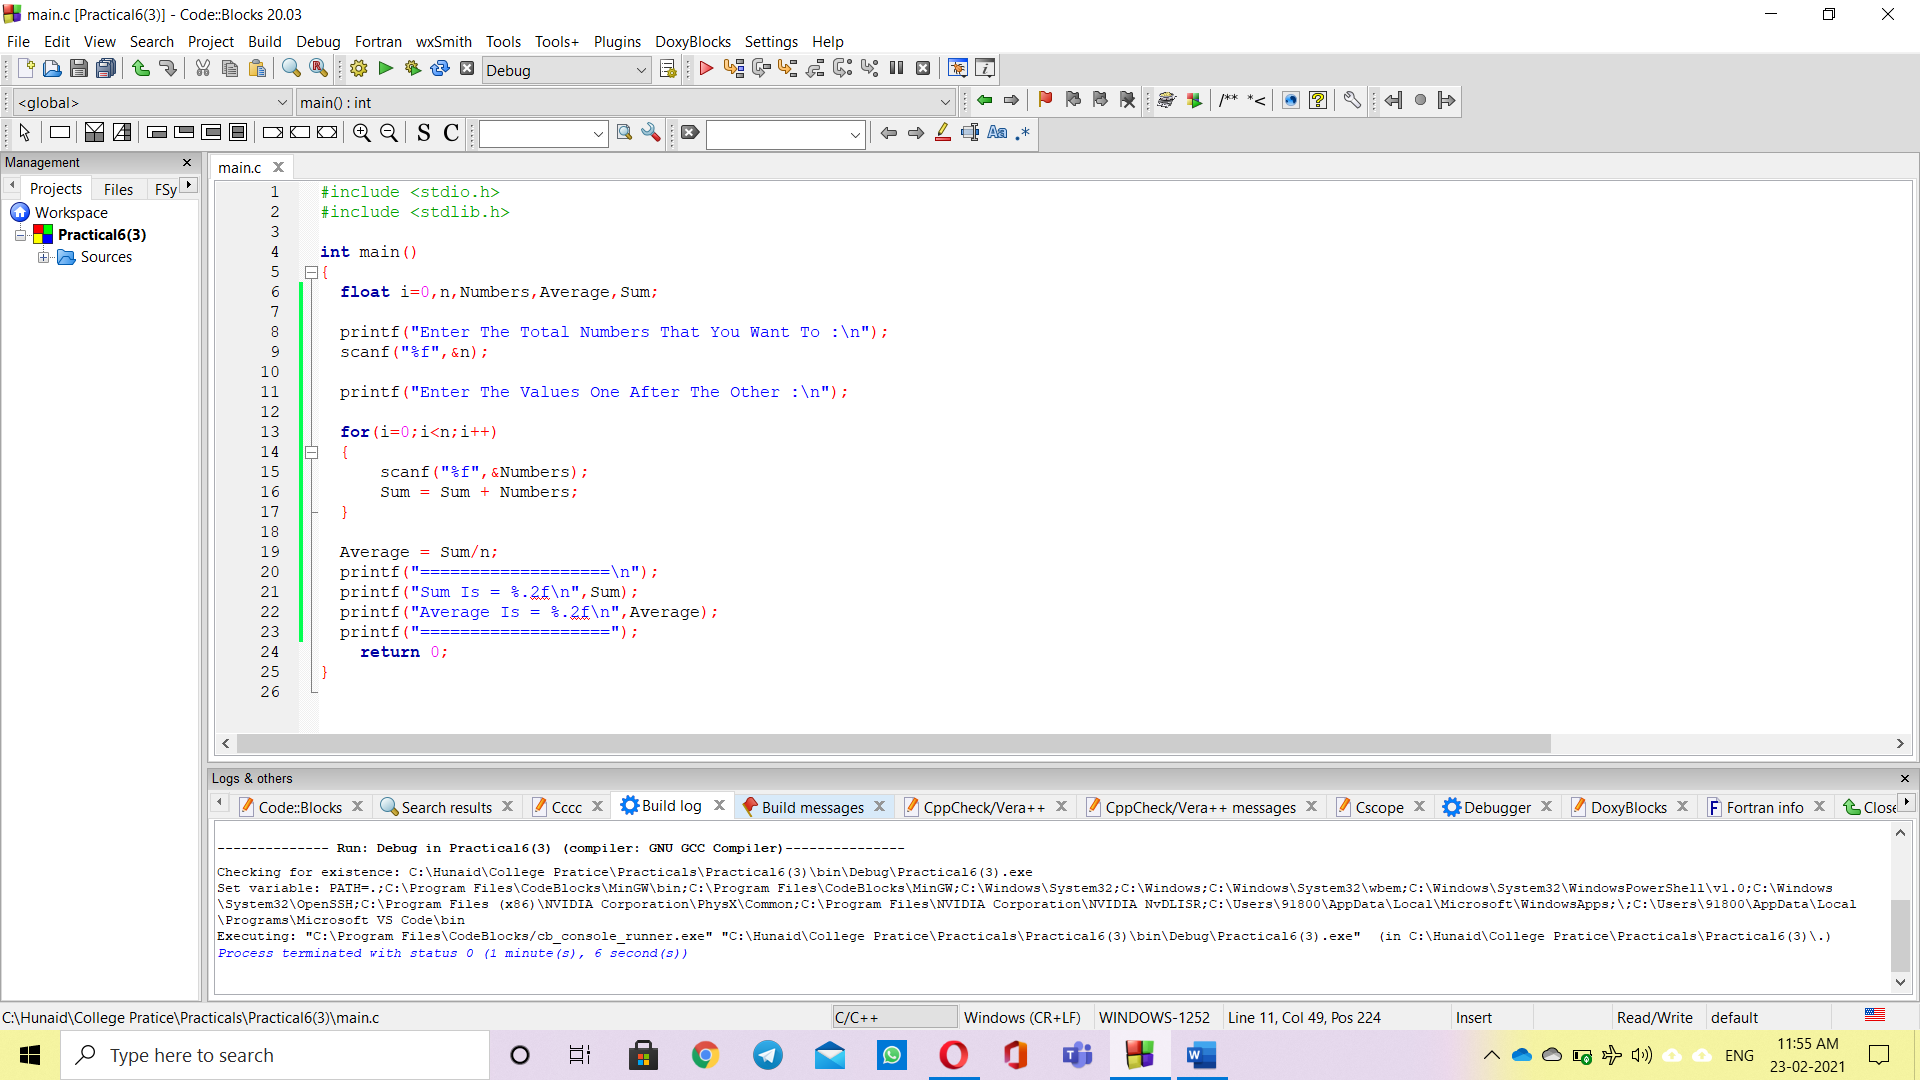 main.c [Practical6(3)] - Code::Blocks 20.03
File Edit View Search Project Build Debug Fortran wxSmith Tools Tools+ Plugins DoxyBlocks Settings Help
Debug
<global> main() : int
/** *<
S C
Aa .*
Management
Projects Files FSy
Workspace
Practical6(3)
Sources
main.c
1 #include <stdio.h>
2 #include <stdlib.h>
3
4 int main()
5 {
6 float i=0,n,Numbers,Average,Sum;
7
8 printf("Enter The Total Numbers That You Want To :\n");
9 scanf("%f",&n);
10
11 printf("Enter The Values One After The Other :\n");
12
13 for(i=0;i<n;i++)
14 {
15 scanf("%f",&Numbers);
16 Sum = Sum + Numbers;
17 }
18
19 Average = Sum/n;
20 printf("===================\n");
21 printf("Sum Is = %.2f\n",Sum);
22 printf("Average Is = %.2f\n",Average);
23 printf("===================");
24 return 0;
25 }
26
Logs & others
Code::Blocks Search results Cccc Build log Build messages CppCheck/Vera++ CppCheck/Vera++ messages Cscope Debugger DoxyBlocks Fortran info Close
-------------- Run: Debug in Practical6(3) (compiler: GNU GCC Compiler)---------------
Checking for existence: C:\Hunaid\College Pratice\Practicals\Practical6(3)\bin\Debug\Practical6(3).exe
Set variable: PATH=.;C:\Program Files\CodeBlocks\MinGW\bin;C:\Program Files\CodeBlocks\MinGW;C:\Windows\System32;C:\Windows;C:\Windows\System32\wbem;C:\Windows\System32\WindowsPowerShell\v1.0;C:\Windows
\System32\OpenSSH;C:\Program Files (x86)\NVIDIA Corporation\PhysX\Common;C:\Program Files\NVIDIA Corporation\NVIDIA NvDLISR;C:\Users\91800\AppData\Local\Microsoft\WindowsApps;\;C:\Users\91800\AppData\Local
\Programs\Microsoft VS Code\bin
Executing: "C:\Program Files\CodeBlocks/cb_console_runner.exe" "C:\Hunaid\College Pratice\Practicals\Practical6(3)\bin\Debug\Practical6(3).exe"  (in C:\Hunaid\College Pratice\Practicals\Practical6(3)\.)
Process terminated with status 0 (1 minute(s), 6 second(s))
C:\Hunaid\College Pratice\Practicals\Practical6(3)\main.c C/C++ Windows (CR+LF) WINDOWS-1252 Line 11, Col 49, Pos 224 Insert Read/Write default
Type here to search
ENG
11:55 AM
23-02-2021